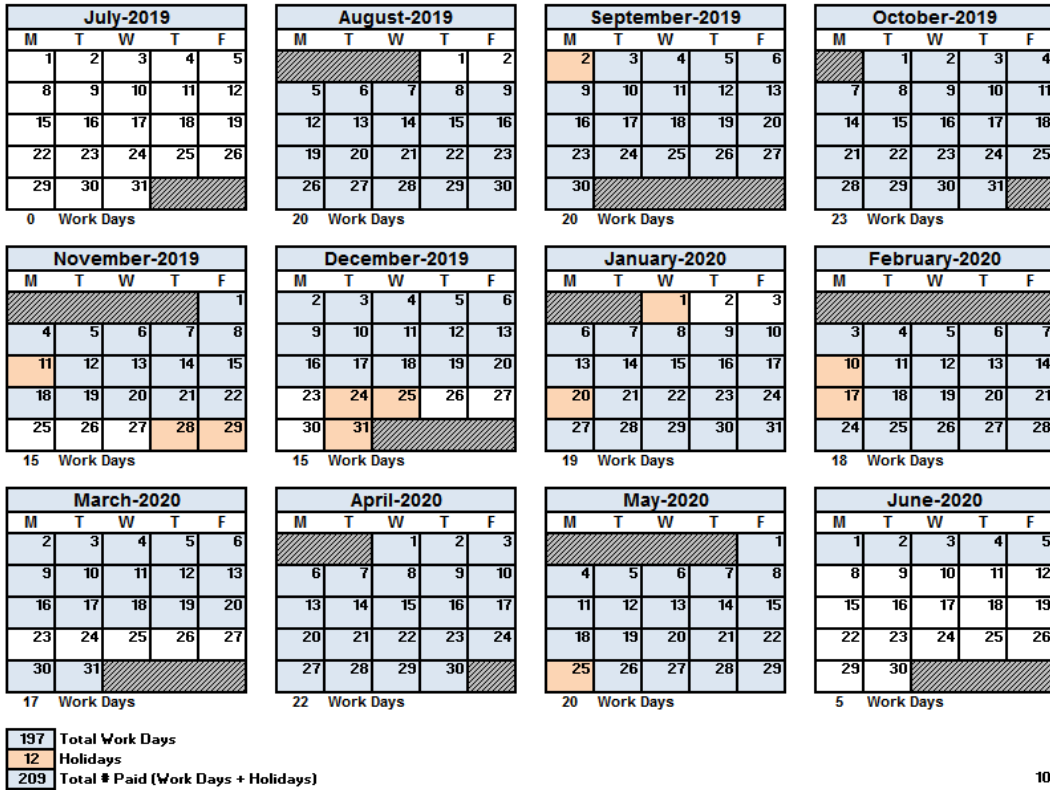 July-2019 August-2019 September-2019 October-2019
M T W T F M T W T F M T W T F M T W T F
1 2 3 4 5 1 2 2 3 4 5 6 1 2 3 4
8 9 10 11 12 5 6 7 8 9 9 10 11 12 13 7 8 9 10 11
15 16 17 18 19 12 13 14 15 16 16 17 18 19 20 14 15 16 17 18
22 23 24 25 26 19 20 21 22 23 23 24 25 26 27 21 22 23 24 25
29 30 31 26 27 28 29 30 30 28 29 30 31
0 Work Days 20 Work Days 20 Work Days 23 Work Days
November-2019 December-2019 January-2020 February-2020
M T W T F M T W T F M T W T F M T W T F
1 2 3 4 5 6 1 2 3
4 5 6 7 8 9 10 11 12 13 6 7 8 9 10 3 4 5 6 7
11 12 13 14 15 16 17 18 19 20 13 14 15 16 17 10 11 12 13 14
18 19 20 21 22 23 24 25 26 27 20 21 22 23 24 17 18 19 20 21
25 26 27 28 29 30 31 27 28 29 30 31 24 25 26 27 28
15 Work Days 15 Work Days 19 Work Days 18 Work Days
March-2020 April-2020 May-2020 June-2020
M T W T F M T W T F M T W T F M T W T F
2 3 4 5 6 1 2 3 1 1 2 3 4 5
9 10 11 12 13 6 7 8 9 10 4 5 6 7 8 8 9 10 11 12
16 17 18 19 20 13 14 15 16 17 11 12 13 14 15 15 16 17 18 19
23 24 25 26 27 20 21 22 23 24 18 19 20 21 22 22 23 24 25 26
30 31 27 28 29 30 25 26 27 28 29 29 30
17 Work Days 22 Work Days 20 Work Days 5 Work Days
197 Total Work Days
12 Holidays
209 Total # Paid (Work Days + Holidays) 10